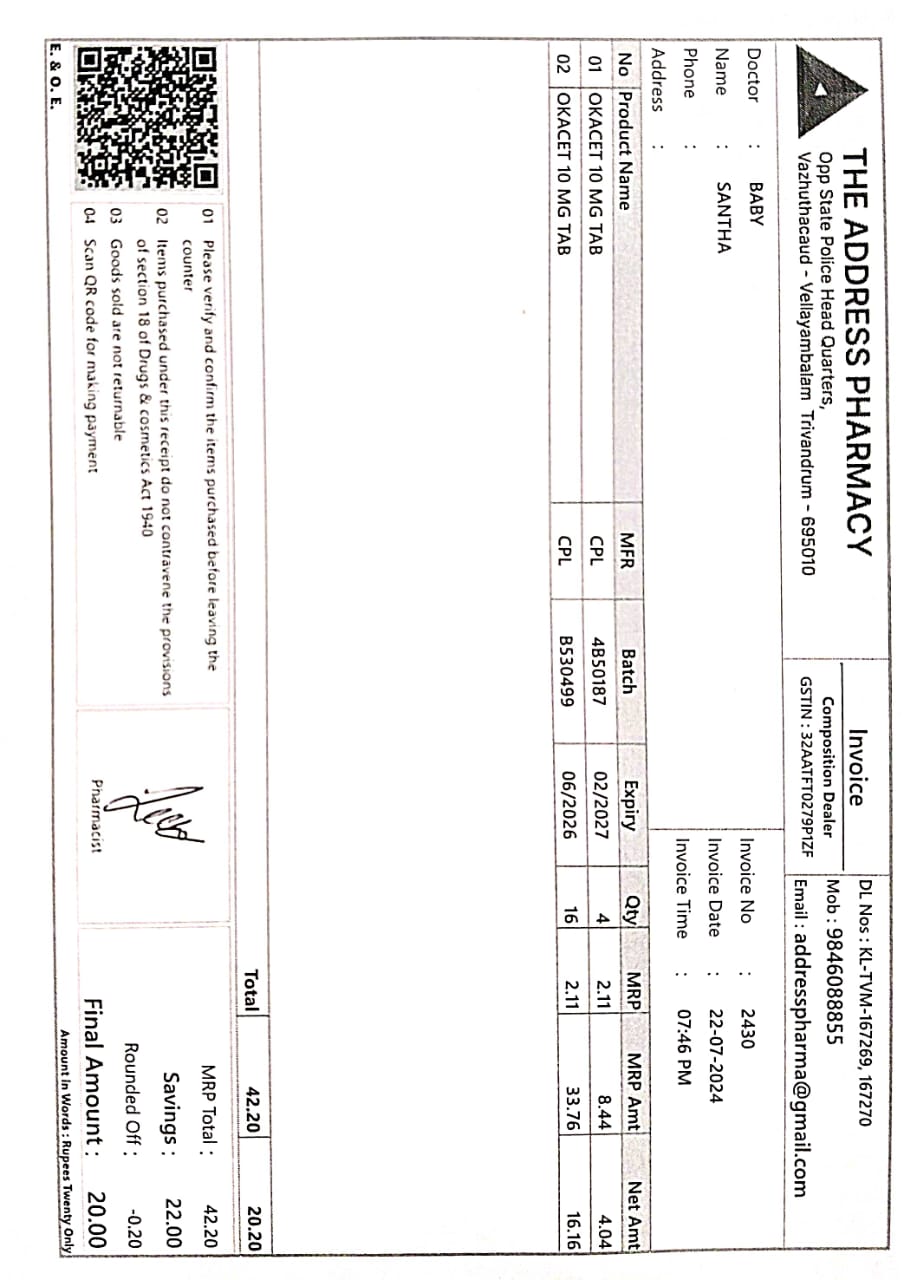 THE ADDRESS PHARMACY
Opp State Police Head Quarters,
Vazhuthacaud - Vellayambalam Trivandrum - 695010
Invoice
Composition Dealer
GSTIN : 32AATFT0279P1ZF
DL Nos : KL-TVM-167269, 167270
Mob : 9846088855
Email : addresspharma@gmail.com
Doctor : BABY
Name : SANTHA
Phone :
Address :
Invoice No : 2430
Invoice Date : 22-07-2024
Invoice Time : 07:46 PM
No Product Name MFR Batch Expiry Qty MRP MRP Amt Net Amt
01 OKACET 10 MG TAB CPL 4B50187 02/2027 4 2.11 8.44 4.04
02 OKACET 10 MG TAB CPL B530499 06/2026 16 2.11 33.76 16.16
Total 42.20 20.20
01 Please verify and confirm the items purchased before leaving the
counter
02 Items purchased under this receipt do not contravene the provisions
of section 18 of Drugs & cosmetics Act 1940
03 Goods sold are not returnable
04 Scan QR code for making payment
Pharmacist
MRP Total : 42.20
Savings : 22.00
Rounded Off : -0.20
Final Amount : 20.00
Amount in Words : Rupees Twenty Only
E. & O. E.